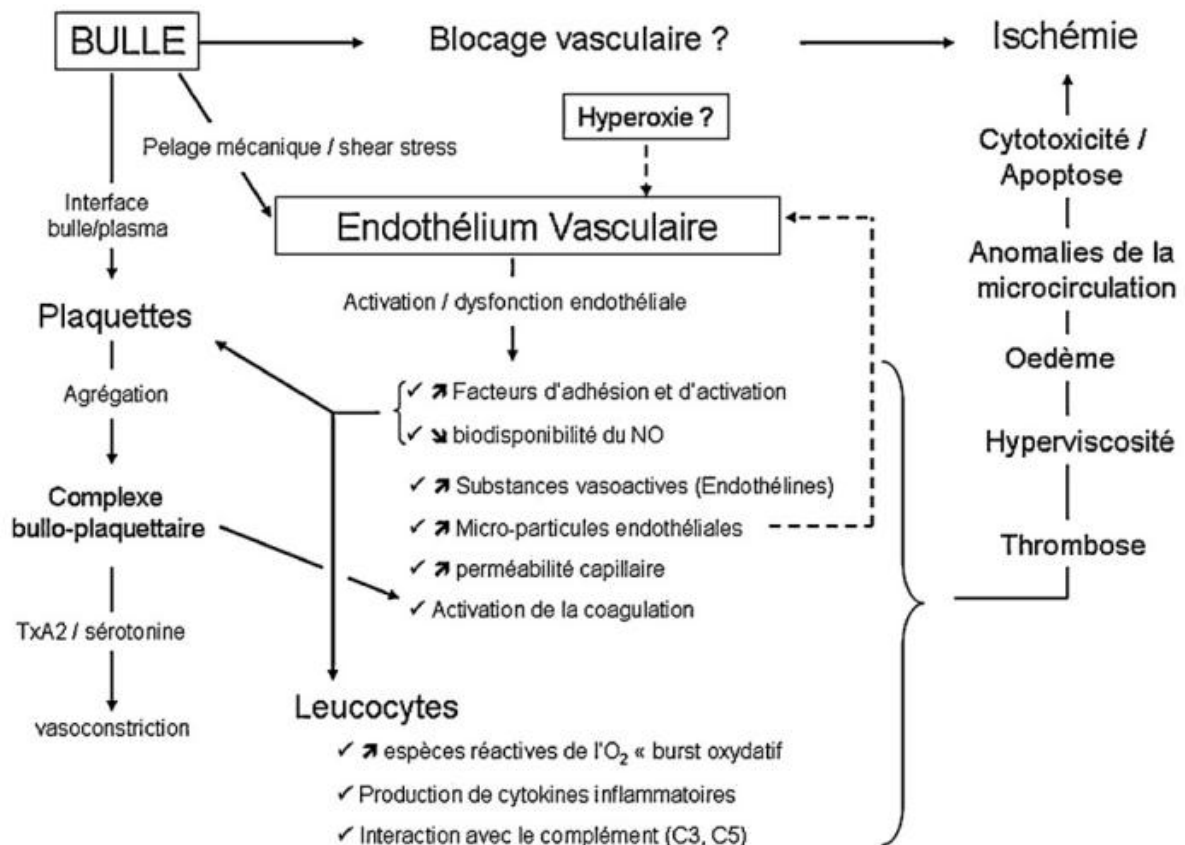 BULLE
Blocage vasculaire ?
Ischémie
Hyperoxie ?
Pelage mécanique / shear stress
Cytotoxicité /
Apoptose
Interface
bulle/plasma
Endothélium Vasculaire
Anomalies de la
microcirculation
Activation / dysfonction endothéliale
Plaquettes
Oedème
Agrégation
✓ ↗ Facteurs d'adhésion et d'activation
✓ ↘ biodisponibilité du NO
Hyperviscosité
✓ ↗ Substances vasoactives (Endothélines)
Complexe
bullo-plaquettaire
✓ ↗ Micro-particules endothéliales
Thrombose
✓ ↗ perméabilité capillaire
✓ Activation de la coagulation
TxA2 / sérotonine
vasoconstriction
Leucocytes
✓ ↗ espèces réactives de l'O₂ « burst oxydatif
✓ Production de cytokines inflammatoires
✓ Interaction avec le complément (C3, C5)